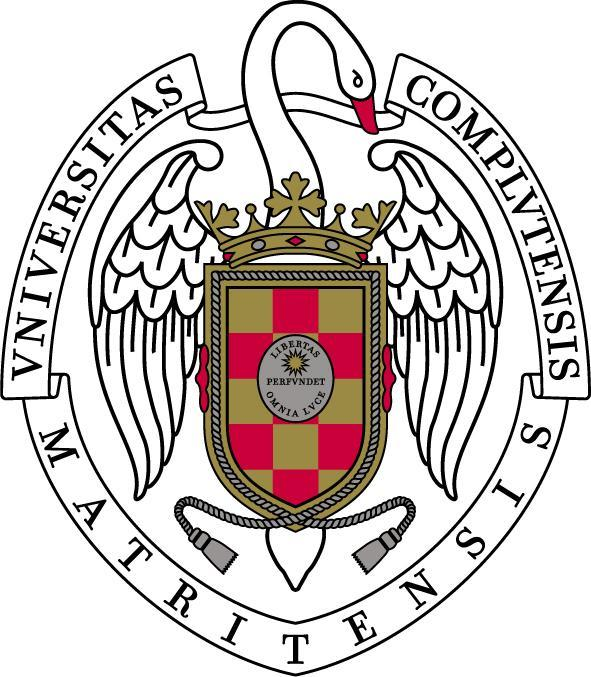 VNIVERSITAS
COMPLVTENSIS
MATRITENSIS
LIBERTAS
PERFVNDET
OMNIA LVCE